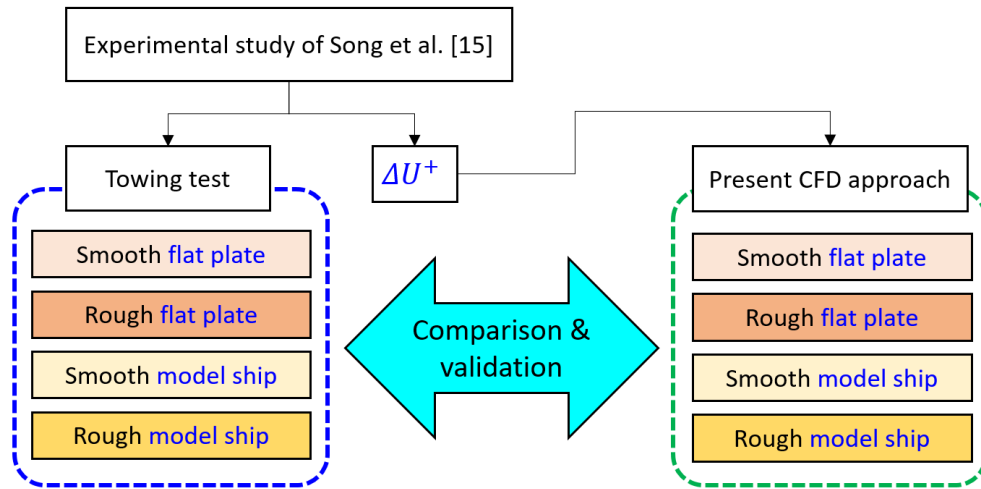 Experimental study of Song et al. [15]
Towing test
ΔU⁺
Present CFD approach
Smooth flat plate
Rough flat plate
Smooth model ship
Rough model ship
Comparison &
validation
Smooth flat plate
Rough flat plate
Smooth model ship
Rough model ship